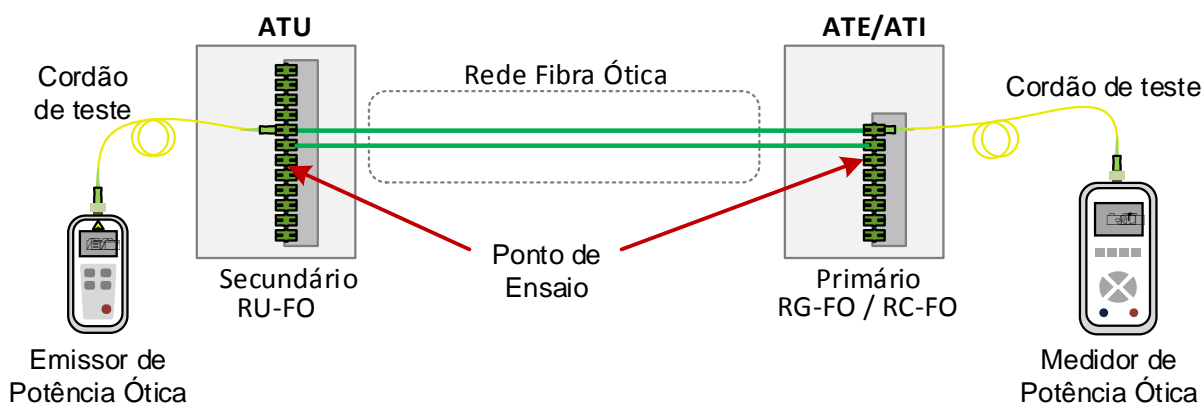 ATU
ATE/ATI
Cordão
de teste
Rede Fibra Ótica
Cordão de teste
Ponto de
Ensaio
Secundário
RU-FO
Primário
RG-FO / RC-FO
Emissor de
Potência Ótica
Medidor de
Potência Ótica